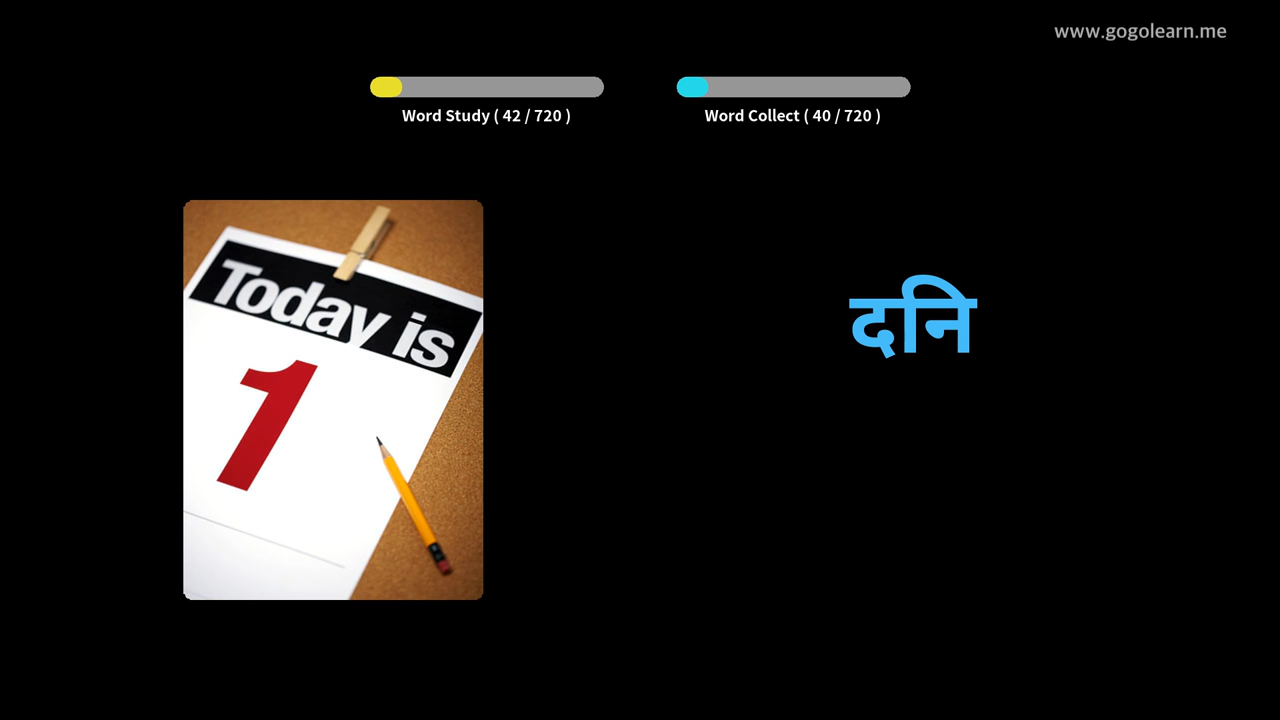 www.gogolearn.me
Word Study ( 42 / 720 )
Word Collect ( 40 / 720 )
Today is
1
दनि